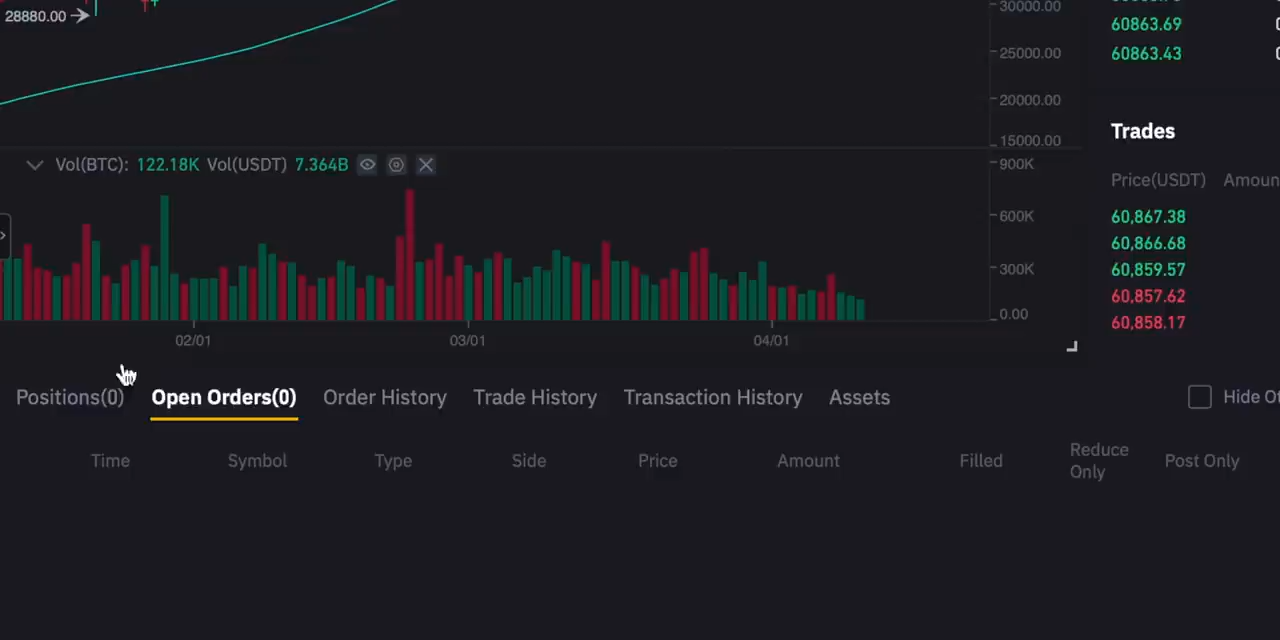 28880.00
30000.00
25000.00
20000.00
15000.00
60863.69
60863.43
Trades
Price(USDT) Amoun
60,867.38
60,866.68
60,859.57
60,857.62
60,858.17
Vol(BTC): 122.18K Vol(USDT) 7.364B
900K
600K
300K
0.00
02/01 03/01 04/01
Positions(0) Open Orders(0) Order History Trade History Transaction History Assets Hide Ot
Time Symbol Type Side Price Amount Filled Reduce Only Post Only